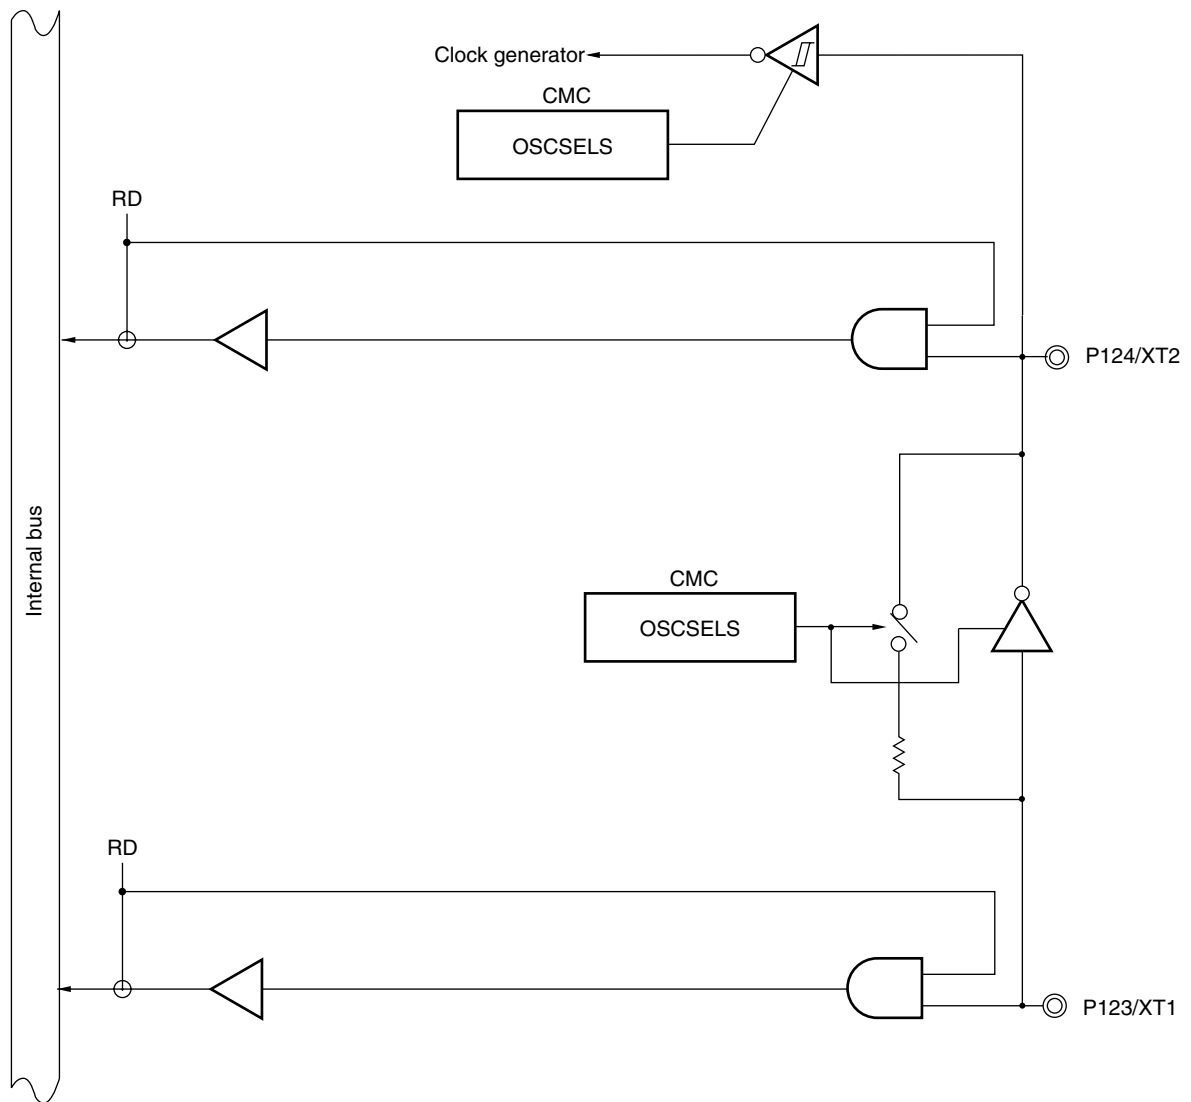 Clock generator
CMC
OSCSELS
RD
P124/XT2
Internal bus
CMC
OSCSELS
RD
P123/XT1